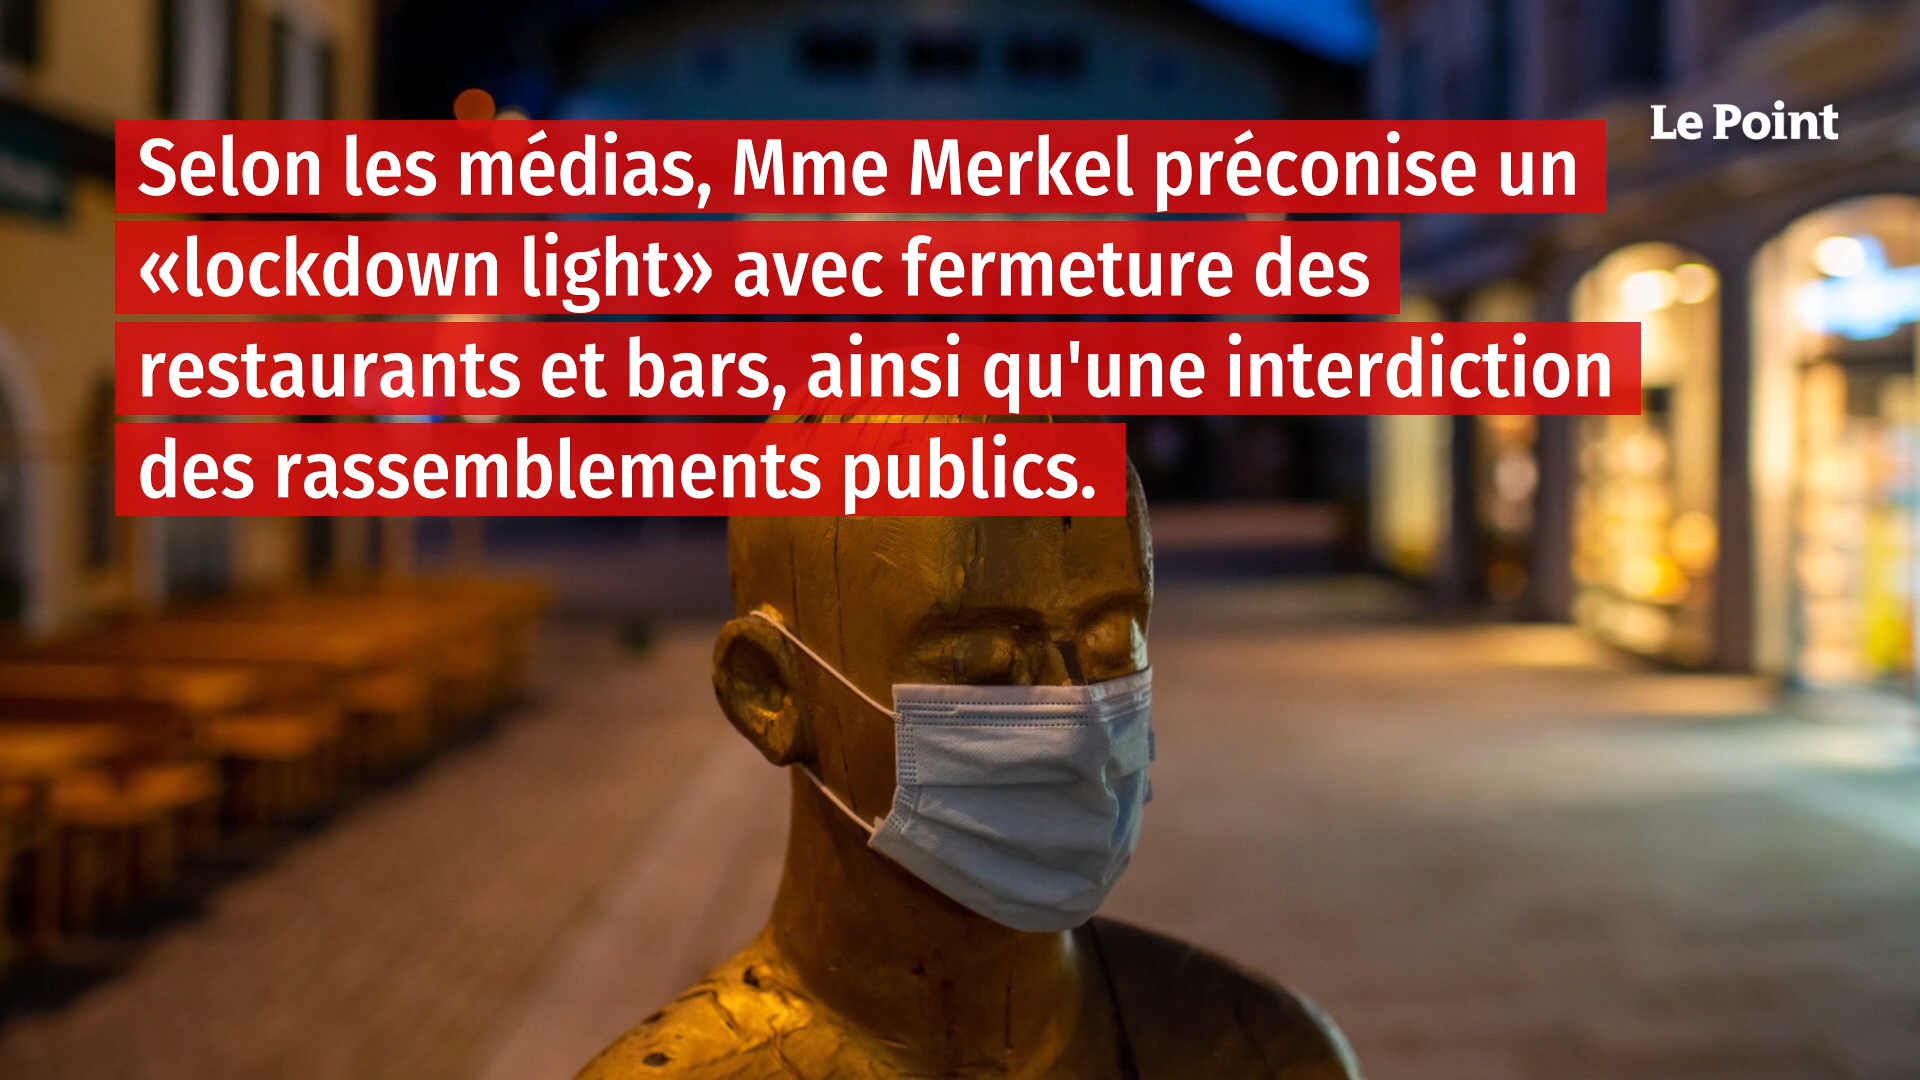 Le Point
Selon les médias, Mme Merkel préconise un
«lockdown light» avec fermeture des
restaurants et bars, ainsi qu'une interdiction
des rassemblements publics.